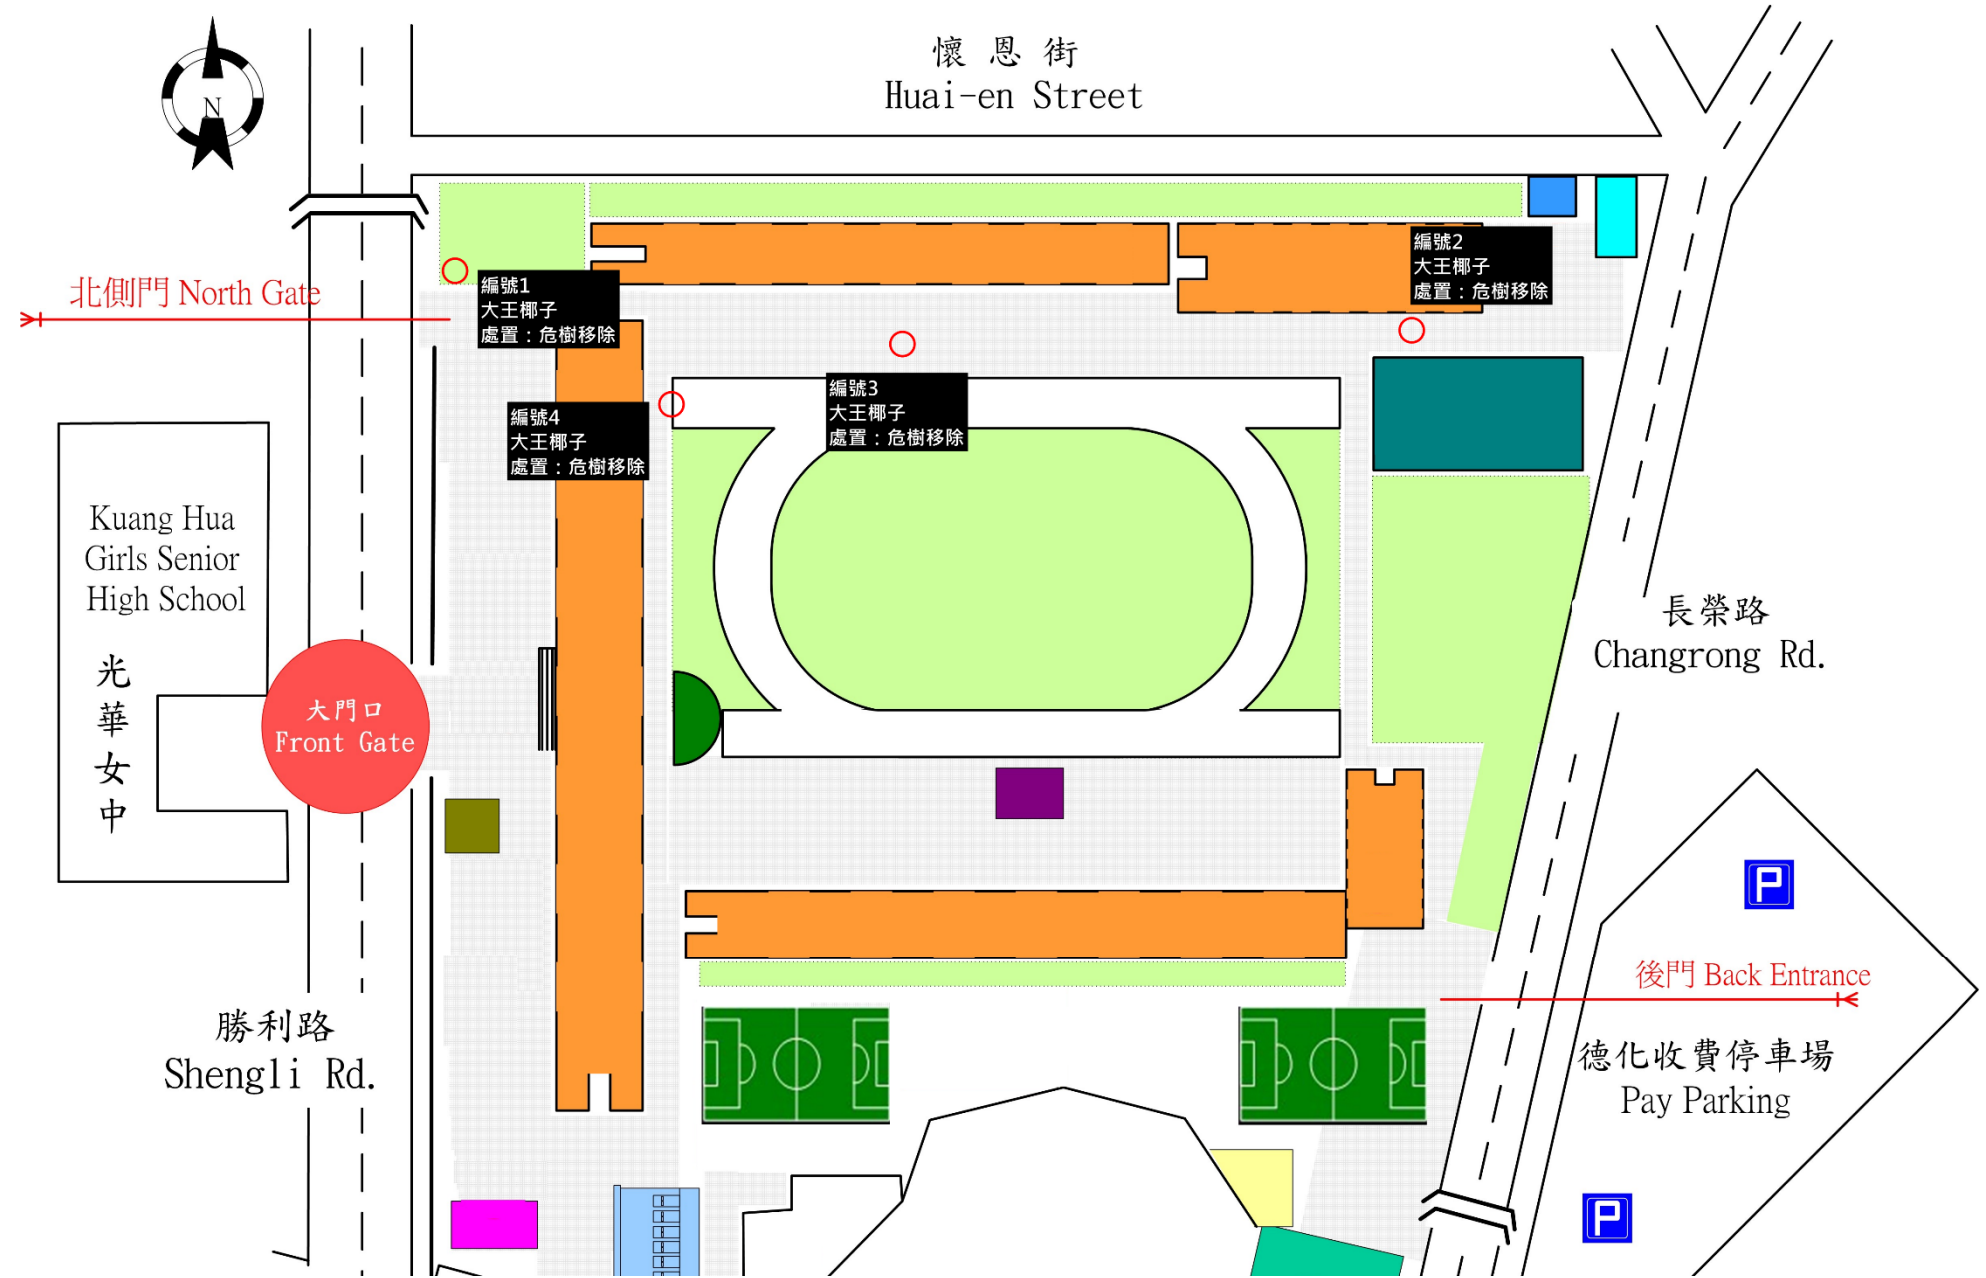 懷恩街
Huai-en Street
N
北側門 North Gate
編號1
大王椰子
處置：危樹移除
編號2
大王椰子
處置：危樹移除
編號3
大王椰子
處置：危樹移除
編號4
大王椰子
處置：危樹移除
Kuang Hua
Girls Senior
High School
光華女中
大門口
Front Gate
長榮路
Changrong Rd.
P
後門 Back Entrance
勝利路
Shengli Rd.
德化收費停車場
Pay Parking
P